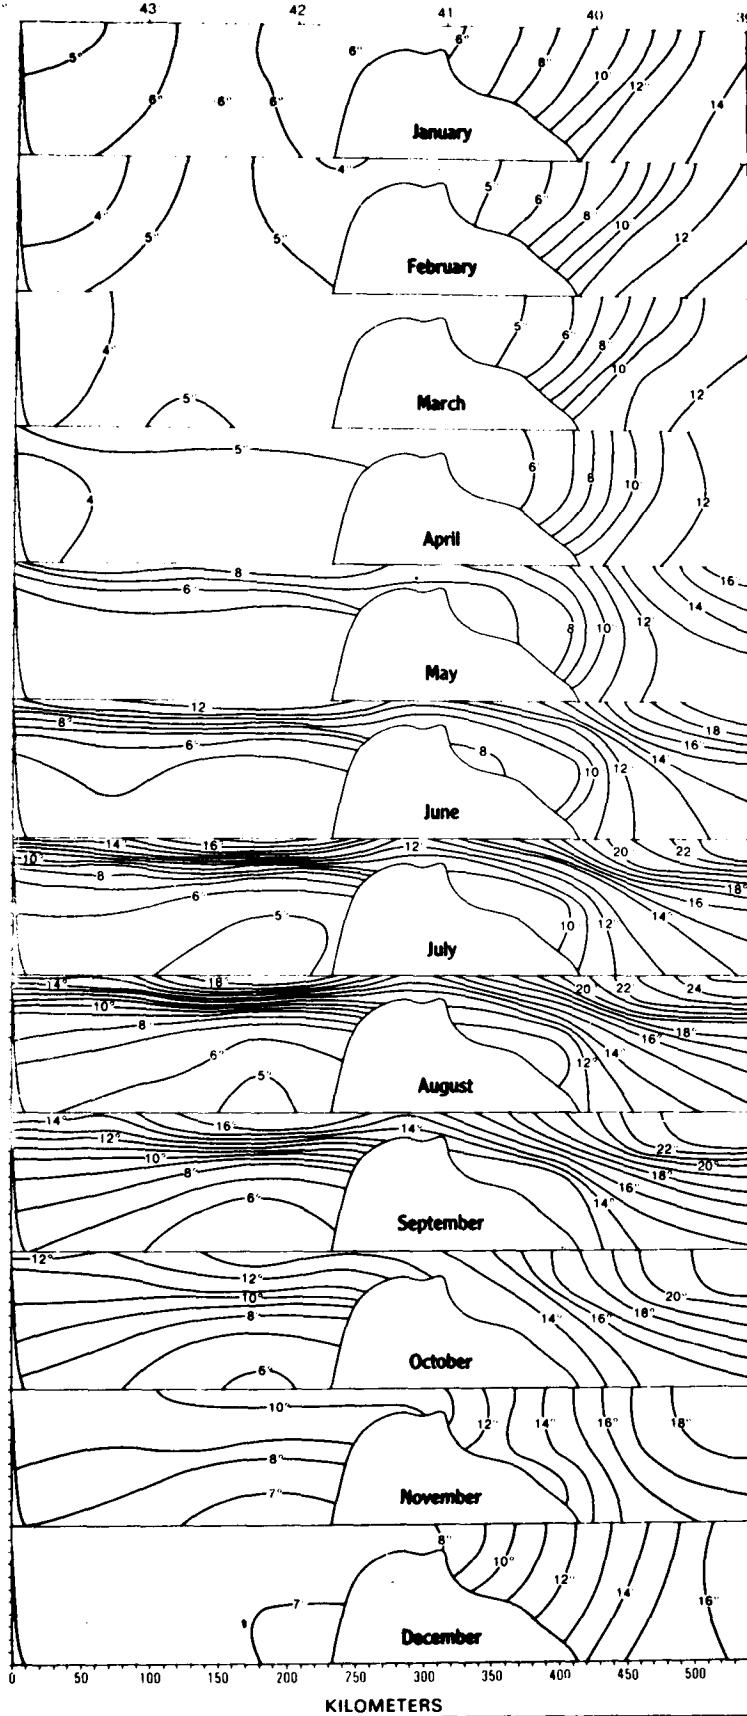 43 42 41 40 39
5° 6° 6° 6° 6° 6° 8° 10 12° 14
January
4° 4° 5° 5° 5° 6° 8 10 12
February
4° 5° 5° 6° 8 10 12
March
5° 4 6 8 10 12
April
8 6° 8 10 12 14 16
May
12 8° 6° 8 10 12 14 16° 18
June
14 16 10° 8 6 5 12 10 12 14° 16 18° 20 22
July
14° 18 10° 8 6° 5° 12° 14° 16° 18° 20 22 24
August
14° 16 12° 10° 8 6° 14 14° 16° 18° 20° 22°
September
12° 12° 10° 8 6° 14° 16° 18° 20°
October
10° 8° 7° 12° 14° 16° 18°
November
8° 7 10° 12° 14 16°
December
0 50 100 150 200 250 300 350 400 450 500
KILOMETERS